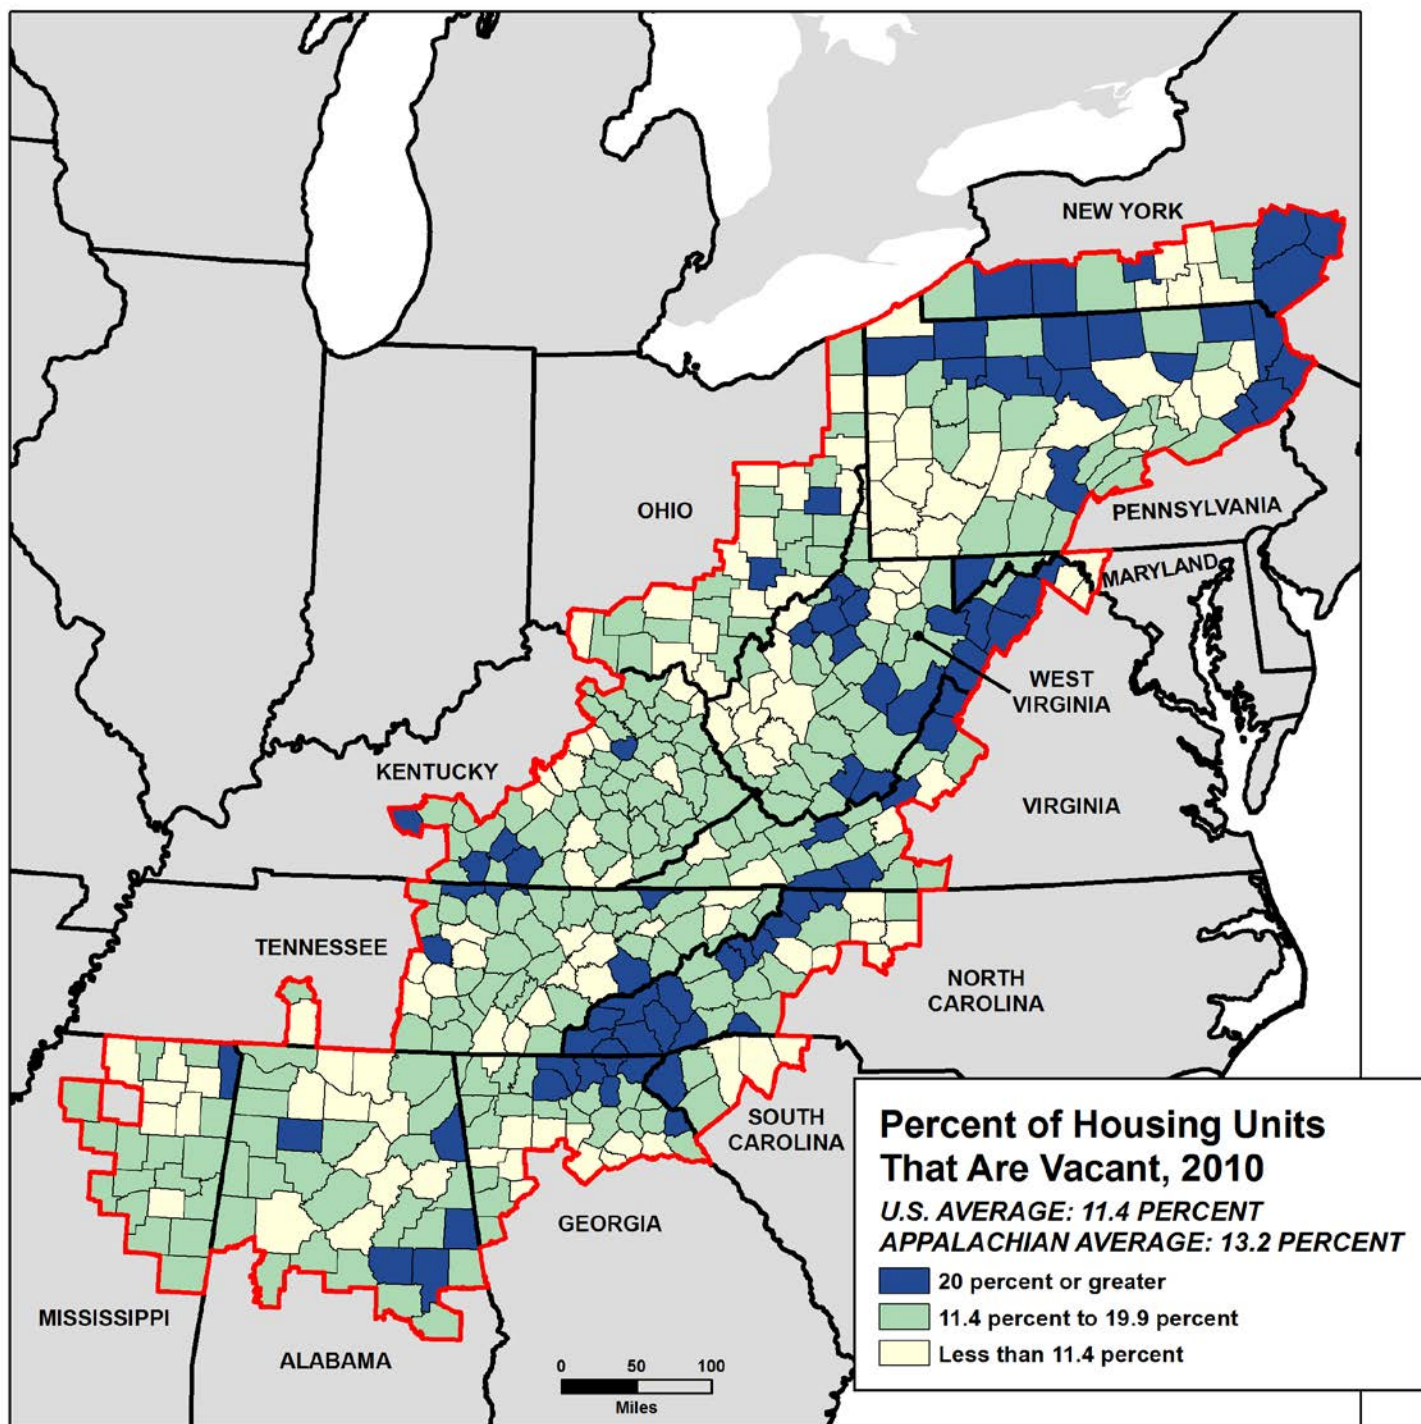 NEW YORK
OHIO
PENNSYLVANIA
MARYLAND
WEST
VIRGINIA
KENTUCKY
VIRGINIA
TENNESSEE
NORTH
CAROLINA
SOUTH
CAROLINA
GEORGIA
MISSISSIPPI
ALABAMA
0 50 100
Miles
Percent of Housing Units
That Are Vacant, 2010
U.S. AVERAGE: 11.4 PERCENT
APPALACHIAN AVERAGE: 13.2 PERCENT
20 percent or greater
11.4 percent to 19.9 percent
Less than 11.4 percent